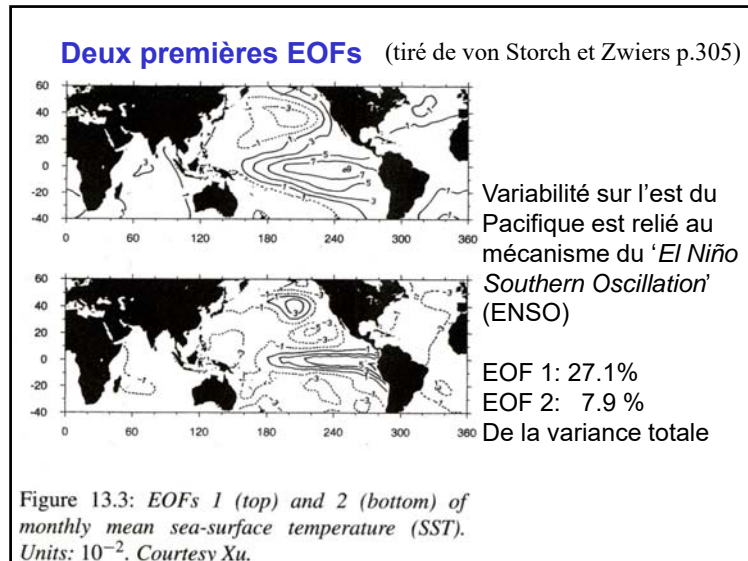 Deux premières EOFs (tiré de von Storch et Zwiers p.305)
60
40
20
0
-20
-40
0 60 120 180 240 300 360
60
40
20
0
-20
-40
0 60 120 180 240 300 360
Variabilité sur l'est du
Pacifique est relié au
mécanisme du 'El Niño
Southern Oscillation'
(ENSO)
EOF 1: 27.1%
EOF 2: 7.9 %
De la variance totale
Figure 13.3: EOFs 1 (top) and 2 (bottom) of
monthly mean sea-surface temperature (SST).
Units: 10⁻². Courtesy Xu.